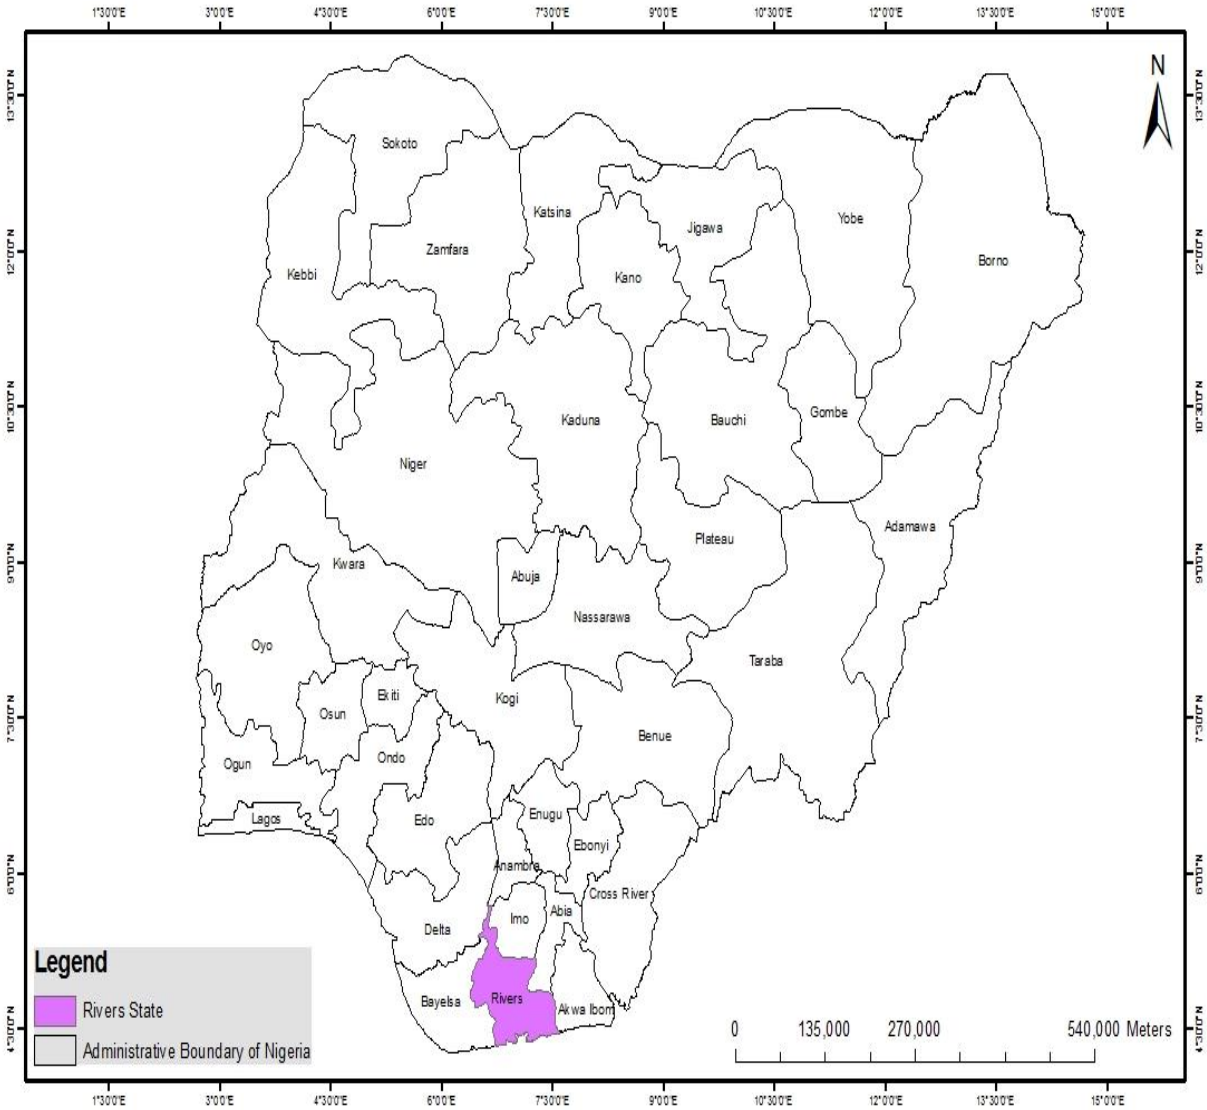 1°30'0"E 3°0'0"E 4°30'0"E 6°0'0"E 7°30'0"E 9°0'0"E 10°30'0"E 12°0'0"E 13°30'0"E 15°0'0"E
N
13°30'0"N 13°30'0"N
Sokoto
Katsina
Yobe
Jigawa
Zamfara
12°0'0"N 12°0'0"N
Borno
Kebbi
Kano
10°30'0"N 10°30'0"N
Gombe
Kaduna
Bauchi
Niger
Adamawa
Plateau
9°0'0"N 9°0'0"N
Kwara
Abuja
Nassarawa
Oyo
Taraba
Ekiti
Kogi
7°30'0"N 7°30'0"N
Osun
Benue
Ondo
Ogun
Enugu
Lagos
Edo
Ebonyi
Anambra
6°0'0"N 6°0'0"N
Cross River
Abia
Imo
Delta
Legend
Rivers
Bayelsa
Rivers State
Akwa Ibom
4°30'0"N 4°30'0"N
0 135,000 270,000 540,000 Meters
Administrative Boundary of Nigeria
1°30'0"E 3°0'0"E 4°30'0"E 6°0'0"E 7°30'0"E 9°0'0"E 10°30'0"E 12°0'0"E 13°30'0"E 15°0'0"E